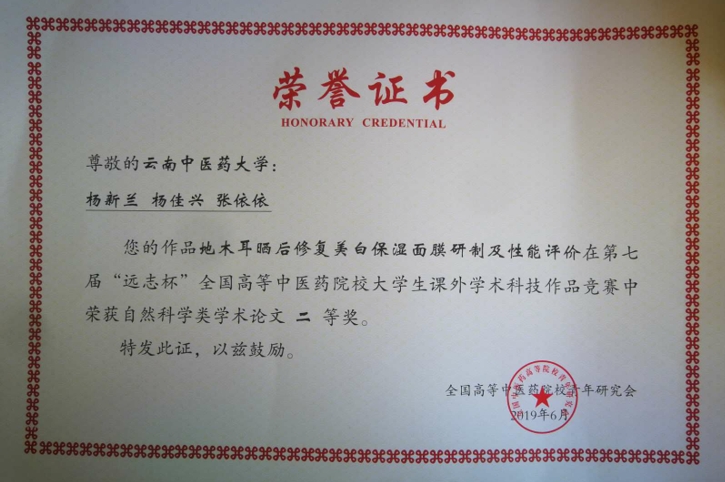 荣誉证书
HONORARY CREDENTIAL
尊敬的云南中医药大学：
杨新兰 杨佳兴 张依依
您的作品地木耳晒后修复美白保湿面膜研制及性能评价在第七
届“远志杯”全国高等中医药院校大学生课外学术科技作品竞赛中
荣获自然科学类学术论文 二 等奖。
特发此证，以兹鼓励。
全国高等中医药院校青年研究会
2019年6月